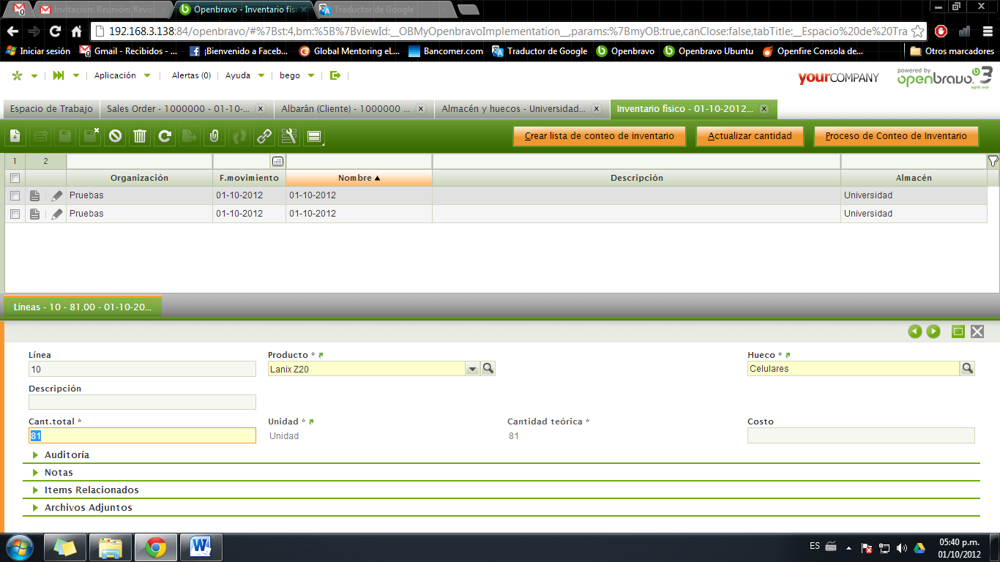 Invitación: Reunión: Revis
Openbravo - Inventario físi
Traductor de Google
192.168.3.138:84/openbravo/#%7Bst:4,bm:%5B%7BviewId:__OBMyOpenbravoImplementation__,params:%7BmyOB:true,canClose:false,tabTitle:__Espacio%20de%20Tra
Iniciar sesión
Gmail - Recibidos - ...
¡Bienvenido a Faceb...
Global Mentoring eL...
Bancomer.com
Traductor de Google
Openbravo
Openbravo Ubuntu
Openfire Consola de...
Otros marcadores
Aplicación
Alertas (0)
Ayuda
bego
yourCOMPANY
powered by
openbravo 3
agile erp
Espacio de Trabajo
Sales Order - 1000000 - 01-10-...
Albarán (Cliente) - 1000000 ...
Almacén y huecos - Universidad...
Inventario físico - 01-10-2012...
Crear lista de conteo de inventario
Actualizar cantidad
Proceso de Conteo de Inventario
1 2
Organización F.movimiento Nombre Descripción Almacén
Pruebas 01-10-2012 01-10-2012 Universidad
Pruebas 01-10-2012 01-10-2012 Universidad
Líneas - 10 - 81.00 - 01-10-20...
Línea Producto * Hueco *
10 Lanix Z20 Celulares
Descripción
Cant.total * Unidad * Cantidad teórica * Costo
81 Unidad 81
Auditoría
Notas
Items Relacionados
Archivos Adjuntos
ES
05:40 p.m.
01/10/2012